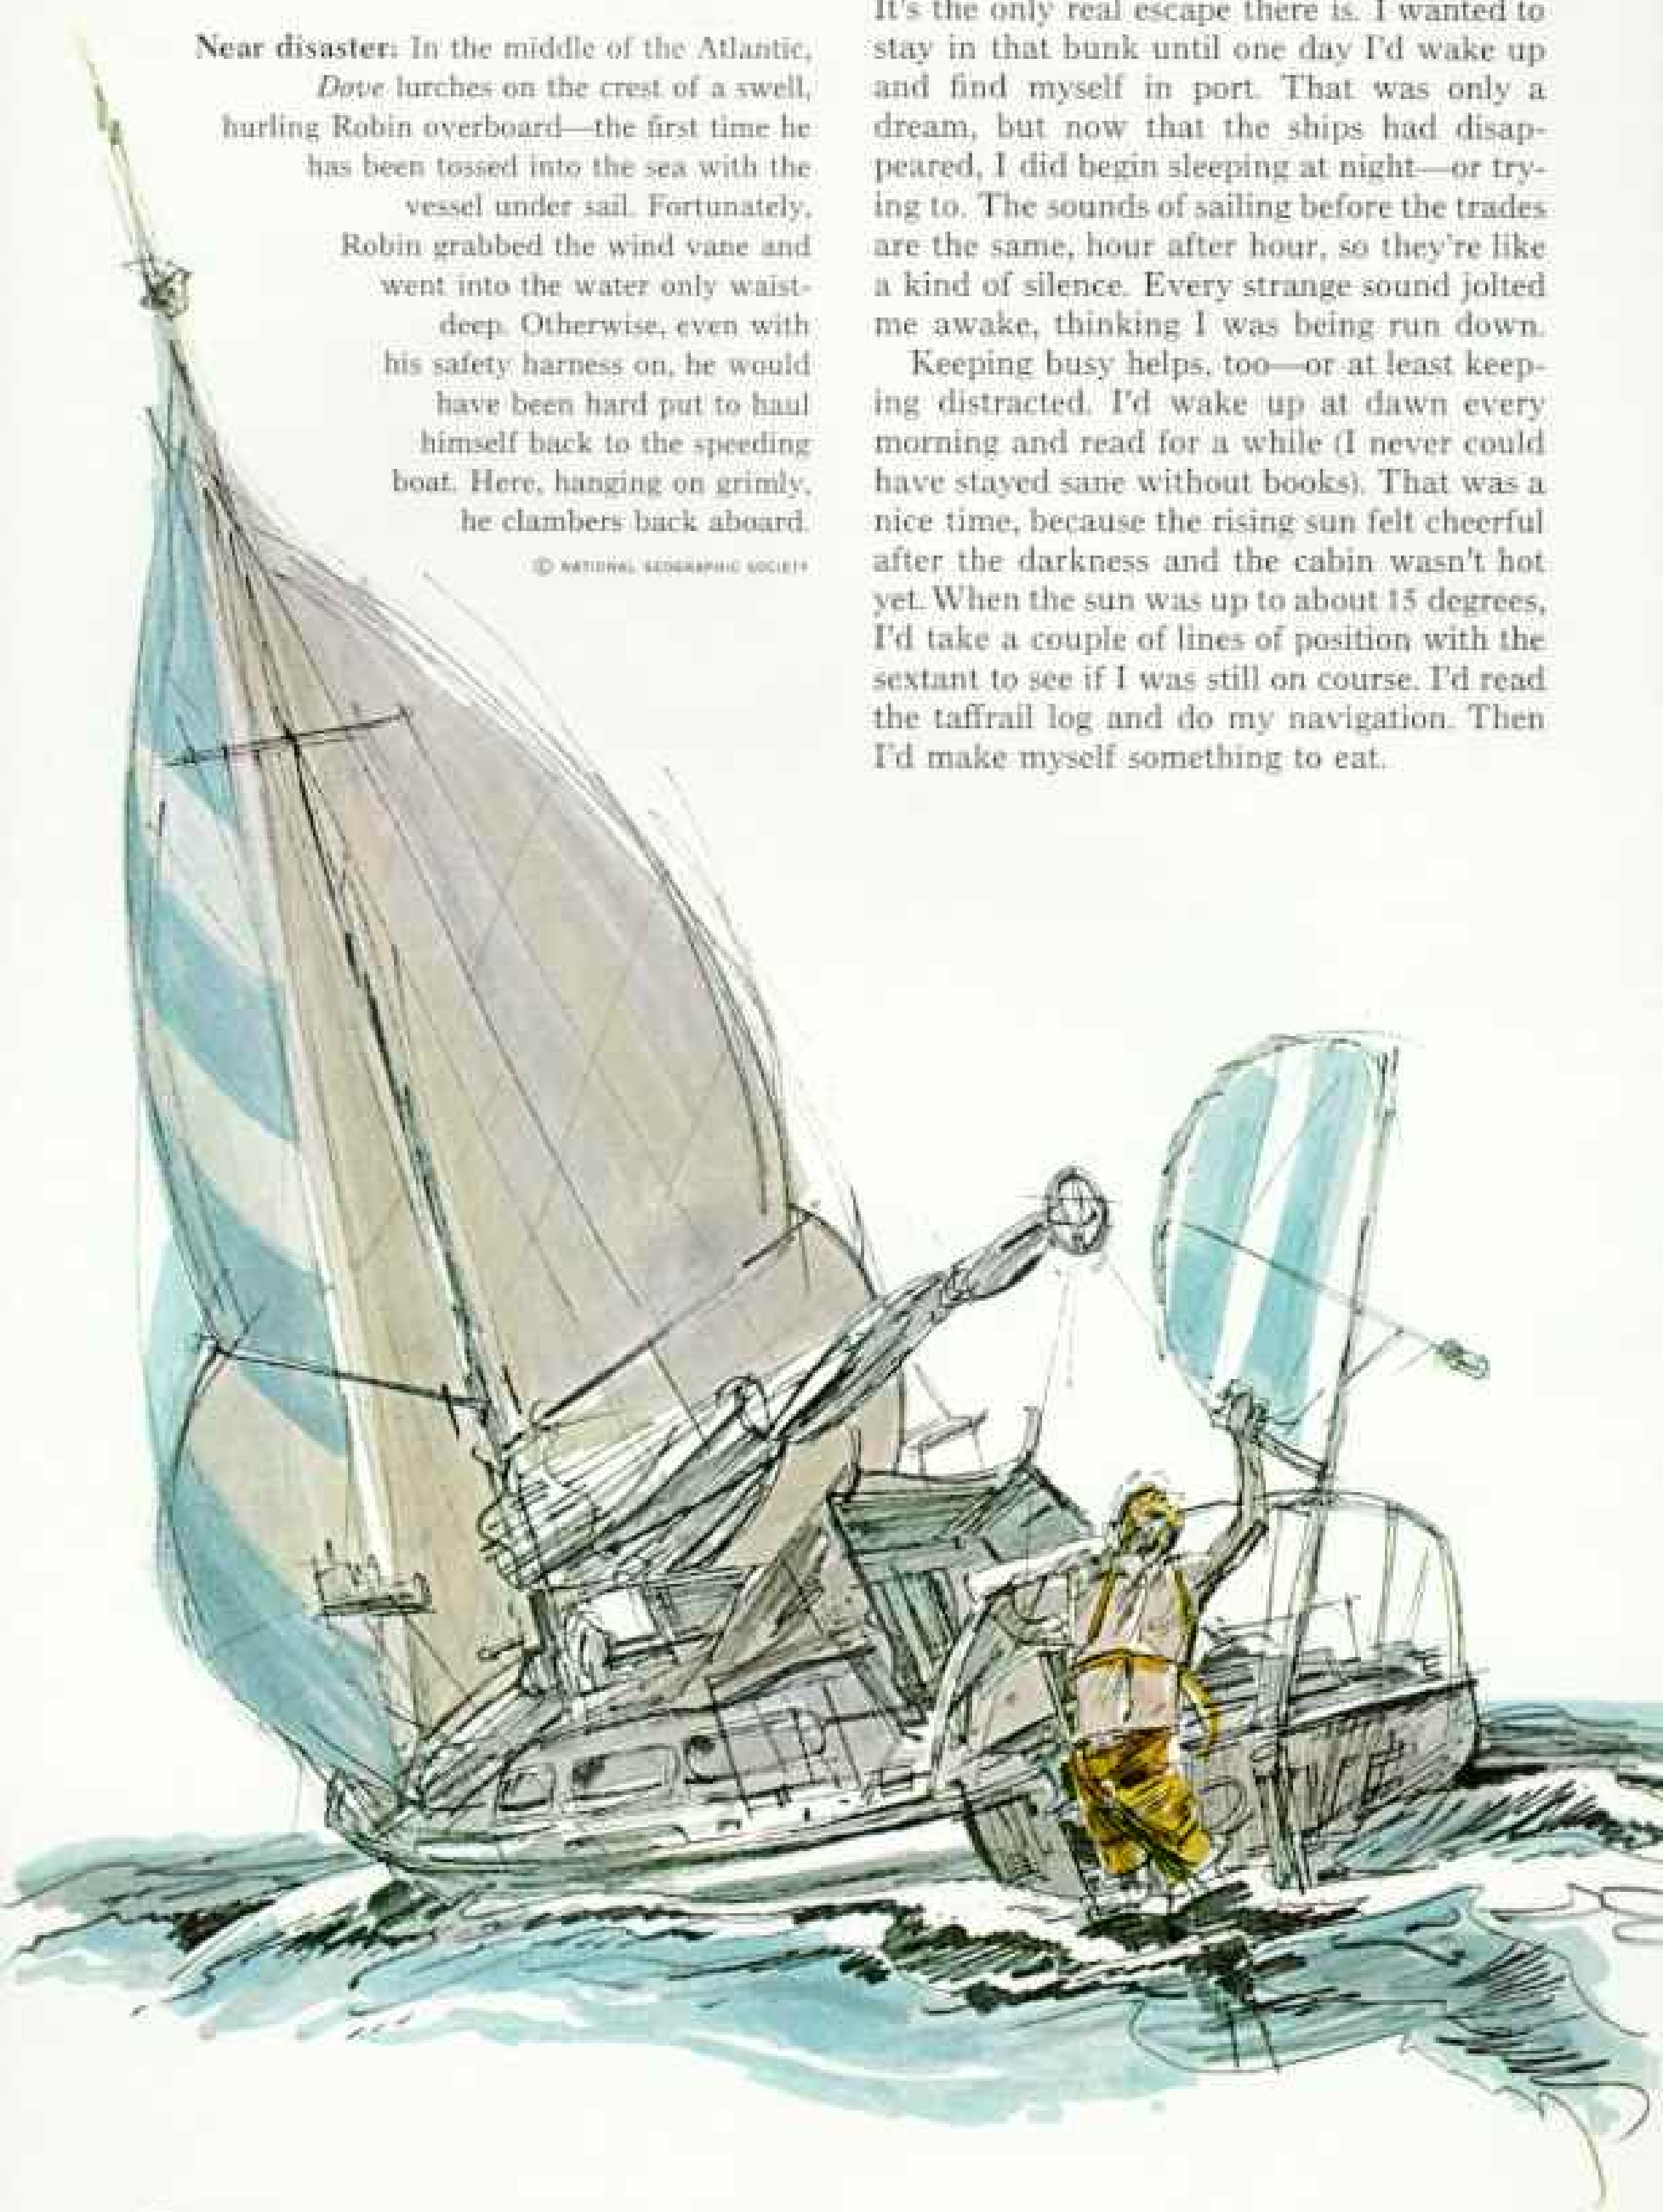 Near disaster: In the middle of the Atlantic,
Dove lurches on the crest of a swell,
hurling Robin overboard—the first time he
has been tossed into the sea with the
vessel under sail. Fortunately,
Robin grabbed the wind vane and
went into the water only waist-
deep. Otherwise, even with
his safety harness on, he would
have been hard put to haul
himself back to the speeding
boat. Here, hanging on grimly,
he clambers back aboard.
© NATIONAL GEOGRAPHIC SOCIETY
It's the only real escape there is. I wanted to
stay in that bunk until one day I'd wake up
and find myself in port. That was only a
dream, but now that the ships had disap-
peared, I did begin sleeping at night—or try-
ing to. The sounds of sailing before the trades
are the same, hour after hour, so they're like
a kind of silence. Every strange sound jolted
me awake, thinking I was being run down.
Keeping busy helps, too—or at least keep-
ing distracted. I'd wake up at dawn every
morning and read for a while (I never could
have stayed sane without books). That was a
nice time, because the rising sun felt cheerful
after the darkness and the cabin wasn't hot
yet. When the sun was up to about 15 degrees,
I'd take a couple of lines of position with the
sextant to see if I was still on course. I'd read
the taffrail log and do my navigation. Then
I'd make myself something to eat.